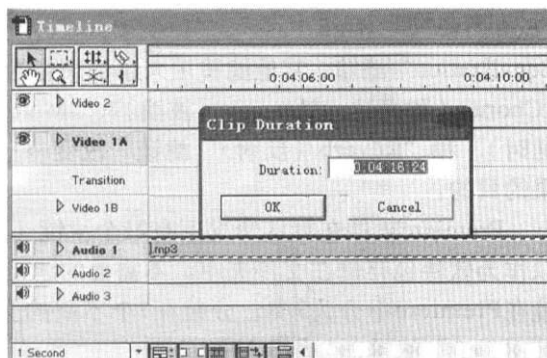 Timeline
0:04:06:00
0:04:10:00
Video 2
Clip Duration
Video 1A
Duration: 0:04:16:24
Transition
OK
Cancel
Video 1B
Audio 1
1.mp3
Audio 2
Audio 3
1 Second